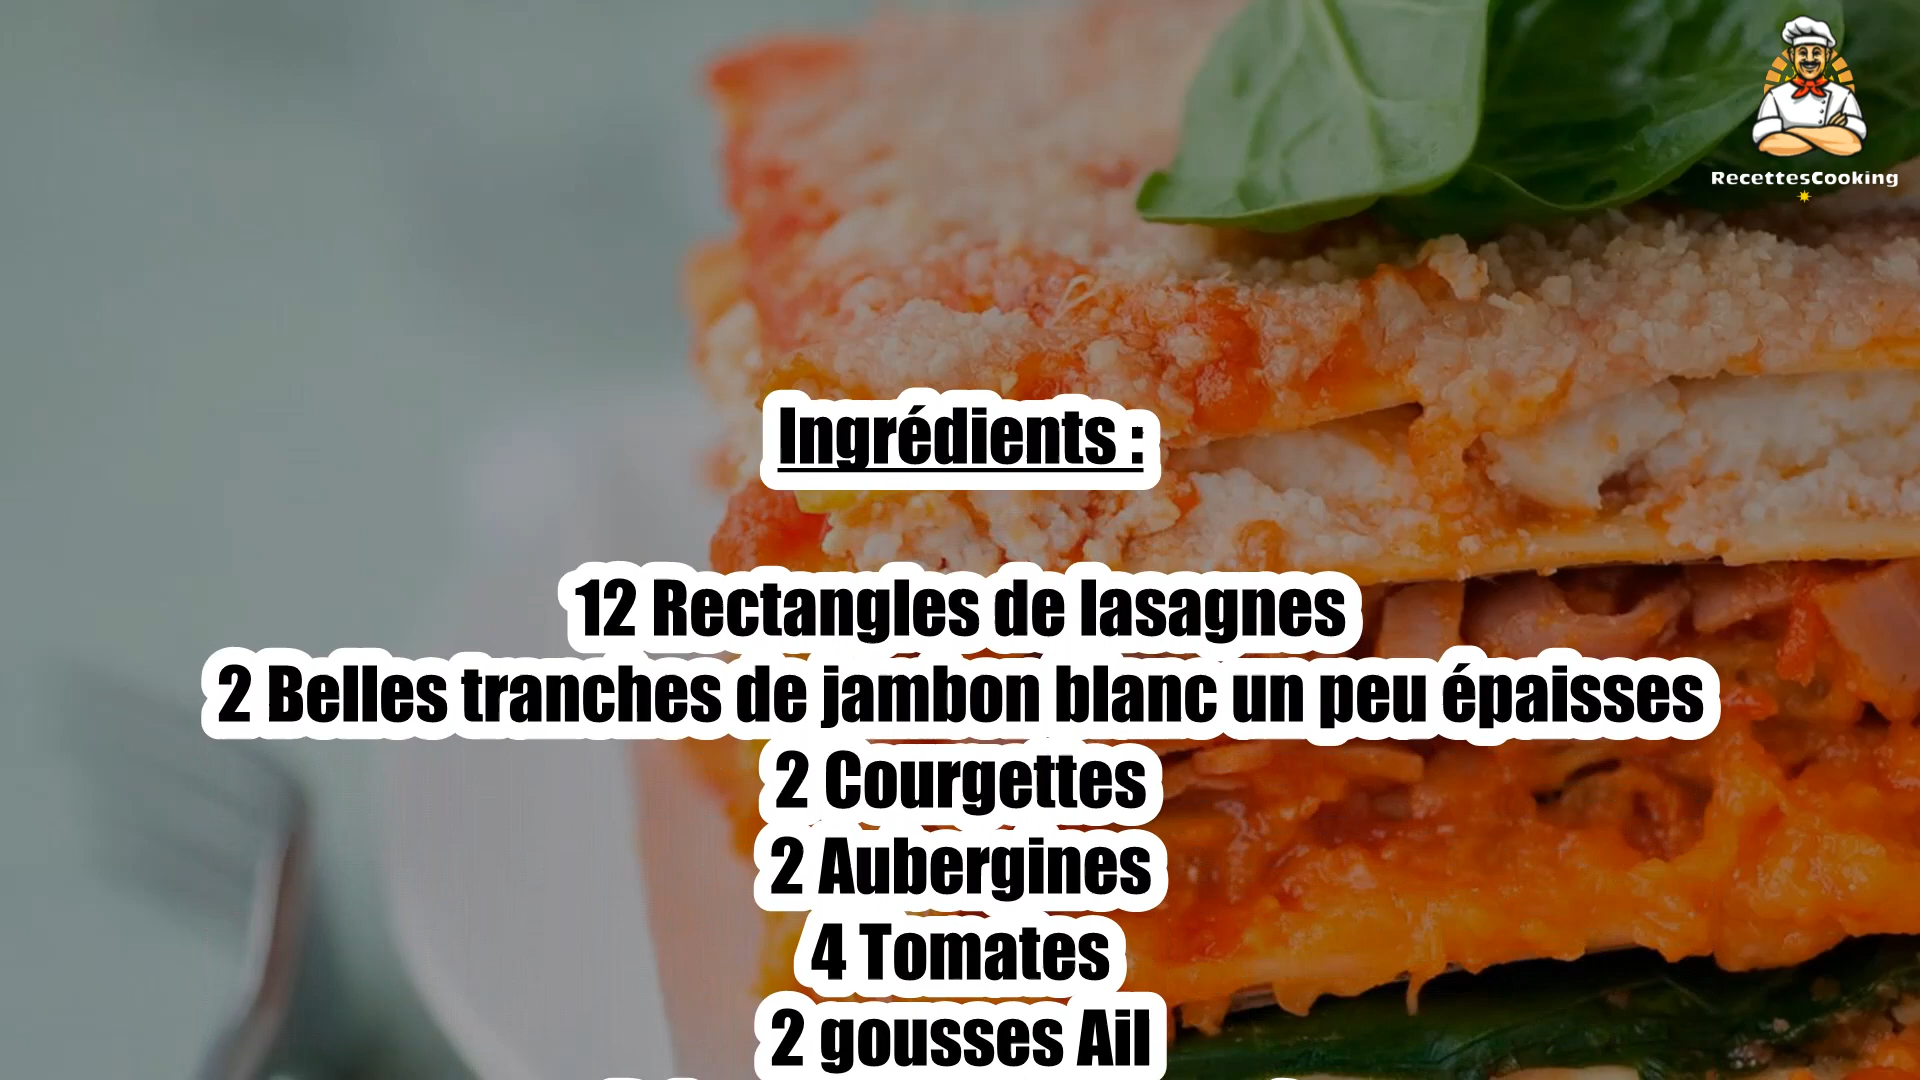 RecettesCooking
Ingrédients :
12 Rectangles de lasagnes
2 Belles tranches de jambon blanc un peu épaisses
2 Courgettes
2 Aubergines
4 Tomates
2 gousses Ail